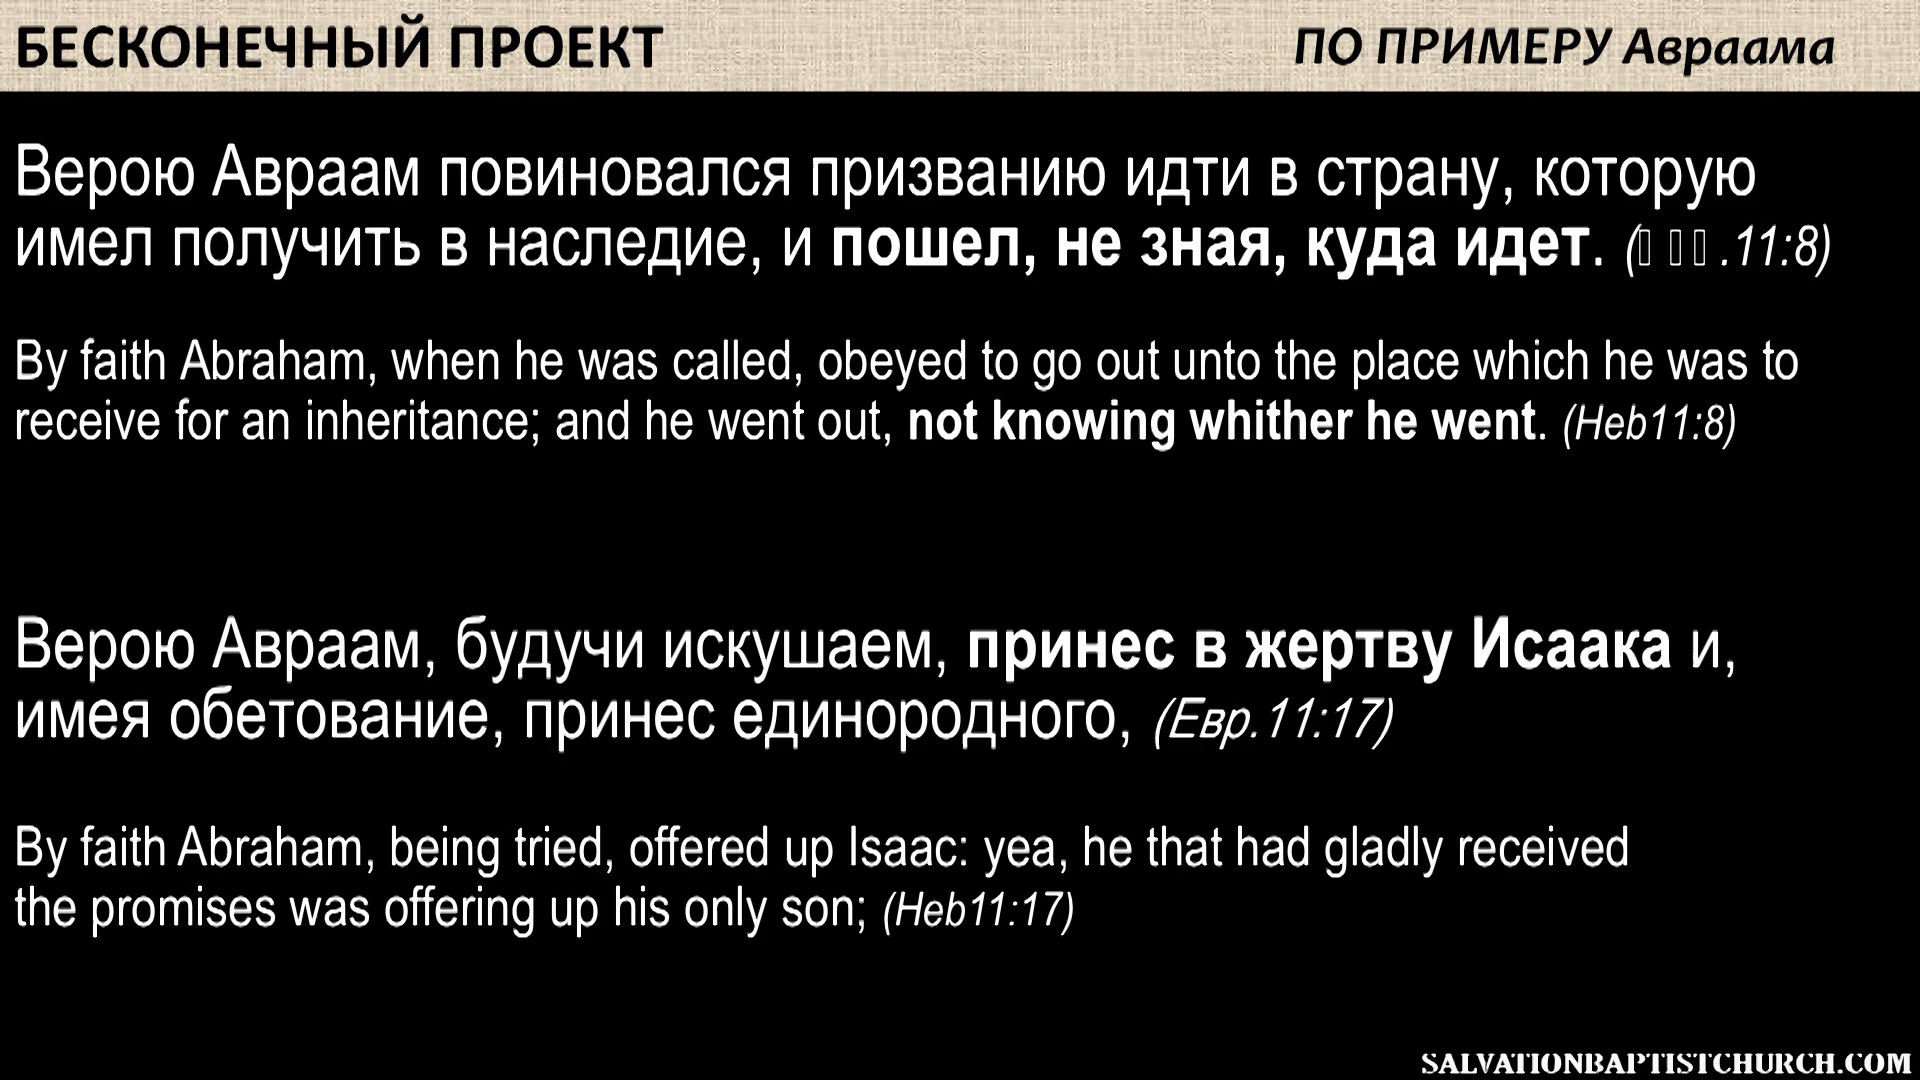 БЕСКОНЕЧНЫЙ ПРОЕКТ
ПО ПРИМЕРУ Авраама
Верою Авраам повиновался призванию идти в страну, которую
имел получить в наследие, и пошел, не зная, куда идет. ( .11:8)
By faith Abraham, when he was called, obeyed to go out unto the place which he was to
receive for an inheritance; and he went out, not knowing whither he went. (Heb11:8)
Верою Авраам, будучи искушаем, принес в жертву Исаака и,
имея обетование, принес единородного, (Евр.11:17)
By faith Abraham, being tried, offered up Isaac: yea, he that had gladly received
the promises was offering up his only son; (Heb11:17)
SALVATIONBAPTISTCHURCH.COM